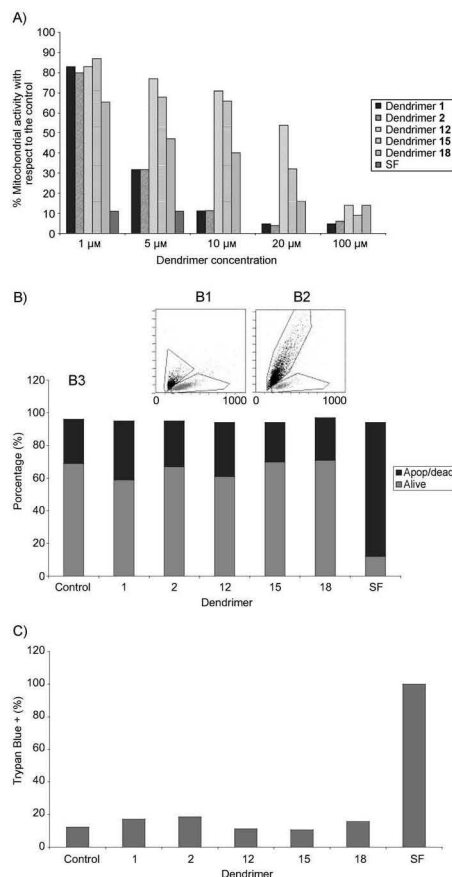 A)
% Mitochondrial activity with
respect to the control
100
90
80
70
60
50
40
30
20
10
0
1 µM
5 µM
10 µM
20 µM
100 µM
Dendrimer concentration
Dendrimer 1
Dendrimer 2
Dendrimer 12
Dendrimer 15
Dendrimer 18
SF
B)
B1
B2
0 1000
0 1000
B3
Porcentage (%)
120
100
80
60
40
20
0
Control 1 2 12 15 18 SF
Dendrimer
Apop/dead
Alive
C)
Trypan Blue + (%)
120
100
80
60
40
20
0
Control 1 2 12 15 18 SF
Dendrimer